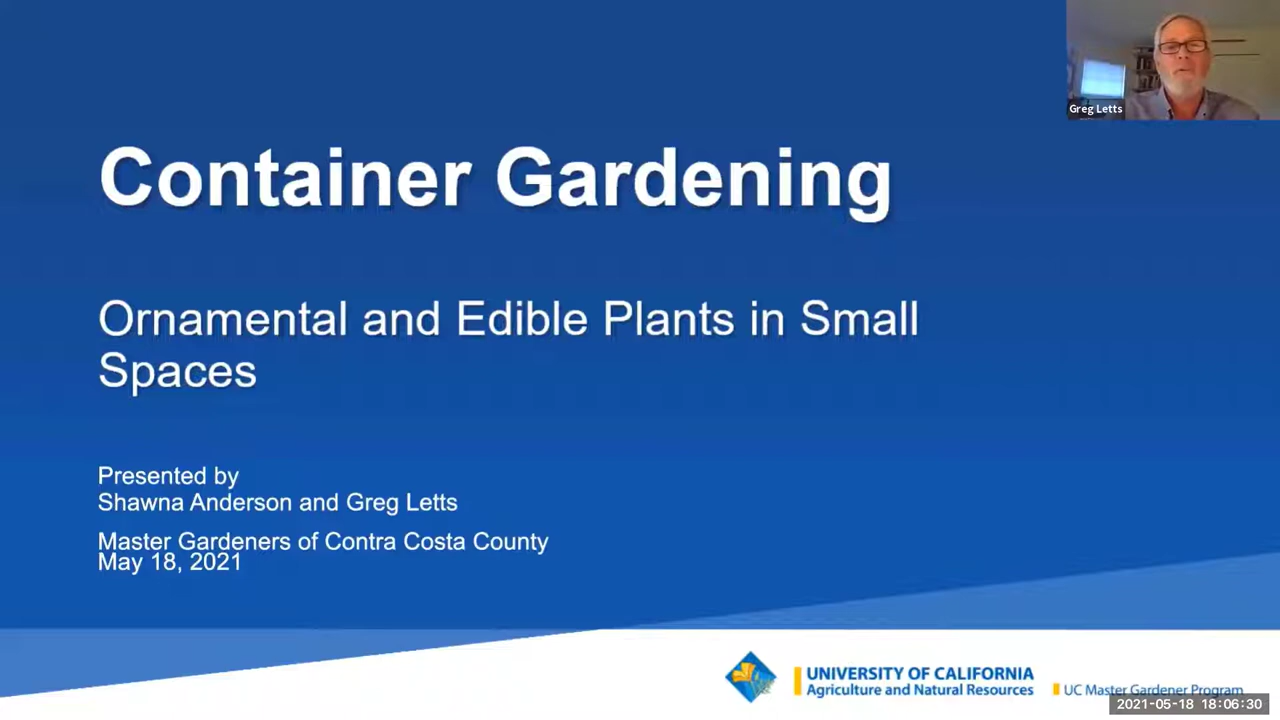 Greg Letts
Container Gardening
Ornamental and Edible Plants in Small
Spaces
Presented by
Shawna Anderson and Greg Letts
Master Gardeners of Contra Costa County
May 18, 2021
UNIVERSITY OF CALIFORNIA
Agriculture and Natural Resources
UC Master Gardener Program
2021-05-18 18:06:30